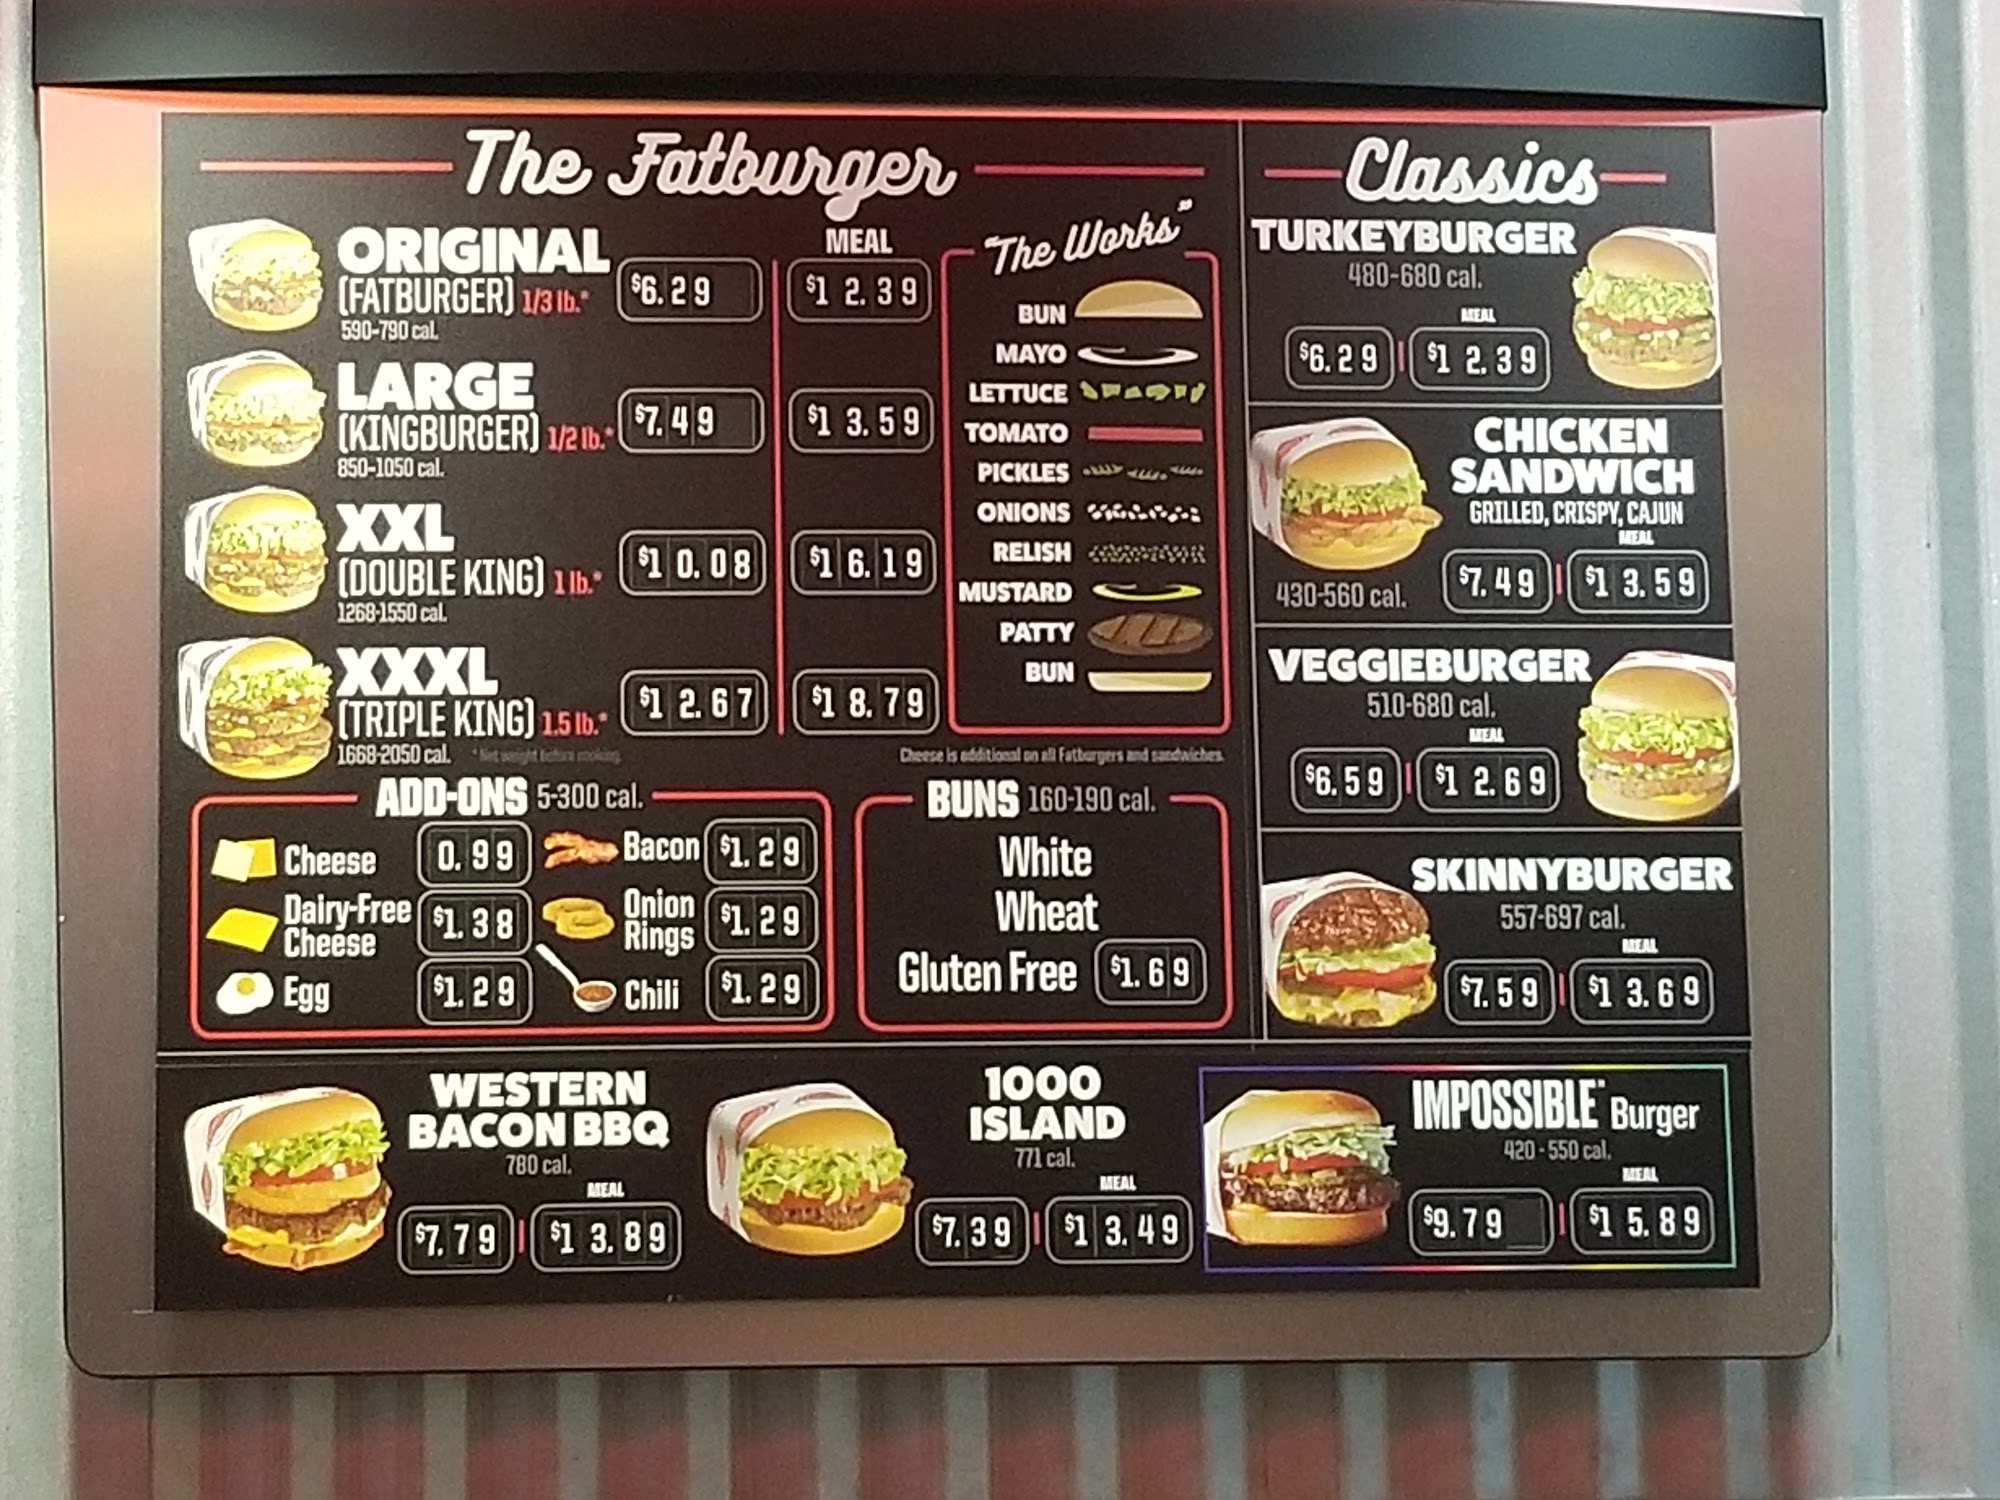 The Fatburger
MEAL
ORIGINAL
(FATBURGER) 1/3 lb.*
590-790 cal.
$6.29
$12.39
LARGE
(KINGBURGER) 1/2 lb.*
850-1050 cal.
$7.49
$13.59
XXL
(DOUBLE KING) 1 lb.*
1268-1550 cal.
$10.08
$16.19
XXXL
(TRIPLE KING) 1.5 lb.*
1668-2050 cal.
$12.67
$18.79
* Net weight before cooking.
"The Works"
BUN
MAYO
LETTUCE
TOMATO
PICKLES
ONIONS
RELISH
MUSTARD
PATTY
BUN
Cheese is additional on all Fatburgers and sandwiches.
ADD-ONS 5-300 cal.
Cheese 0.99
Dairy-Free
Cheese $1.38
Egg $1.29
Bacon $1.29
Onion
Rings $1.29
Chili $1.29
BUNS 160-190 cal.
White
Wheat
Gluten Free $1.69
Classics
TURKEYBURGER
480-680 cal.
MEAL
$6.29 $12.39
CHICKEN
SANDWICH
GRILLED, CRISPY, CAJUN
MEAL
430-560 cal. $7.49 $13.59
VEGGIEBURGER
510-680 cal.
MEAL
$6.59 $12.69
SKINNYBURGER
557-697 cal.
MEAL
$7.59 $13.69
WESTERN
BACON BBQ
780 cal.
MEAL
$7.79 $13.89
1000
ISLAND
771 cal.
MEAL
$7.39 $13.49
IMPOSSIBLE™ Burger
420 - 550 cal.
MEAL
$9.79 $15.89